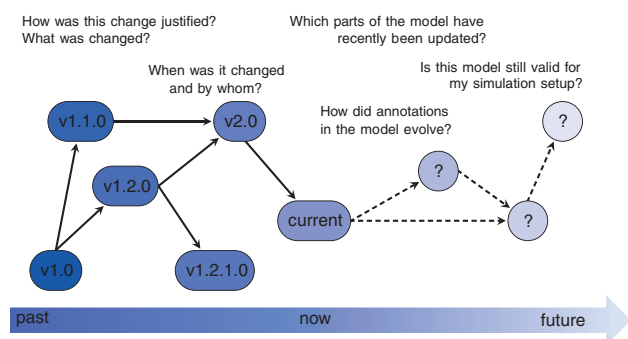 How was this change justified?
What was changed?
Which parts of the model have
recently been updated?
When was it changed
and by whom?
Is this model still valid for
my simulation setup?
How did annotations
in the model evolve?
v1.1.0
v2.0
?
?
v1.2.0
current
?
v1.0
v1.2.1.0
past
now
future